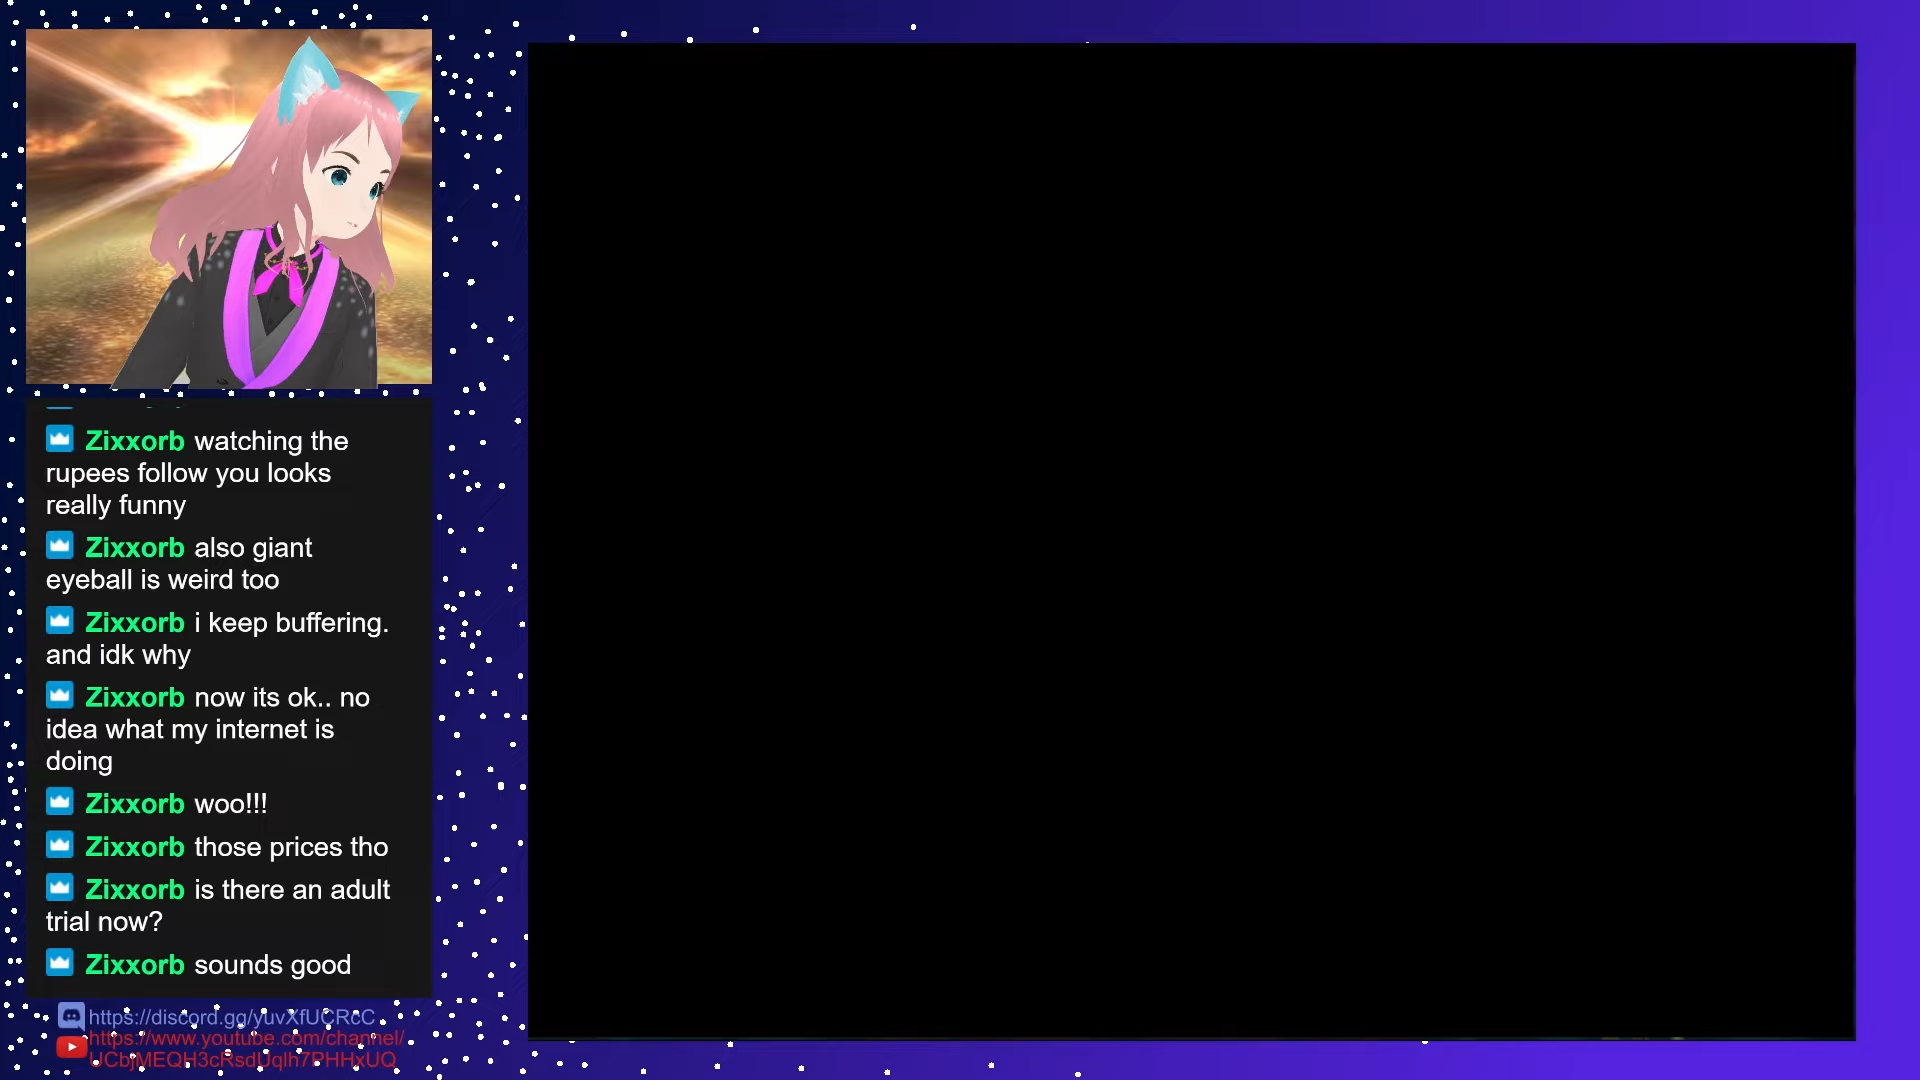 Zixxorb watching the
rupees follow you looks
really funny
Zixxorb also giant
eyeball is weird too
Zixxorb i keep buffering.
and idk why
Zixxorb now its ok.. no
idea what my internet is
doing
Zixxorb woo!!!
Zixxorb those prices tho
Zixxorb is there an adult
trial now?
Zixxorb sounds good
https://discord.gg/yuvXfUCRcC
https://www.youtube.com/channel/
UCbjMEQH3cRsdUqlh7PHHxUQ